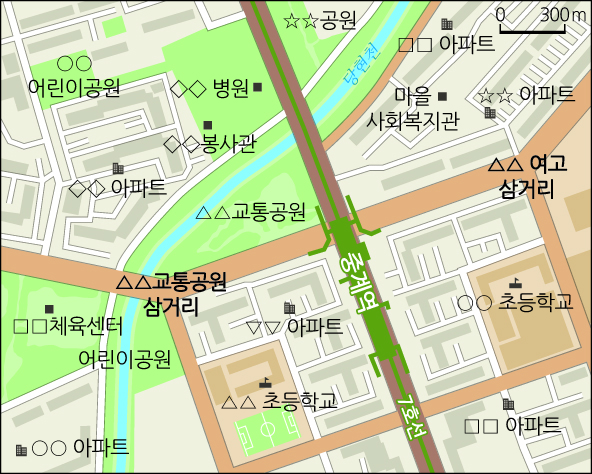 ☆☆공원
0 300m
□□ 아파트
○○
어린이공원
당현천
◇◇ 병원
마을
사회복지관
☆☆ 아파트
◇◇봉사관
△△ 여고
삼거리
◇◇ 아파트
△△교통공원
중계역
△△교통공원
삼거리
○○ 초등학교
□□체육센터
▽▽ 아파트
어린이공원
△△ 초등학교
7호선
□□ 아파트
○○ 아파트